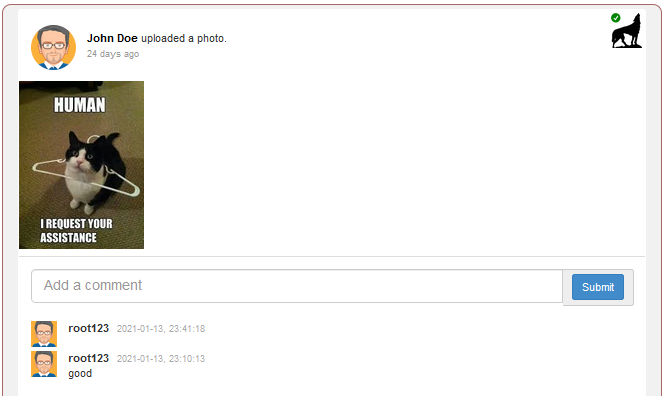 John Doe uploaded a photo.
24 days ago
HUMAN
I REQUEST YOUR
ASSISTANCE
Add a comment
Submit
root123 2021-01-13, 23:41:18
root123 2021-01-13, 23:10:13
good